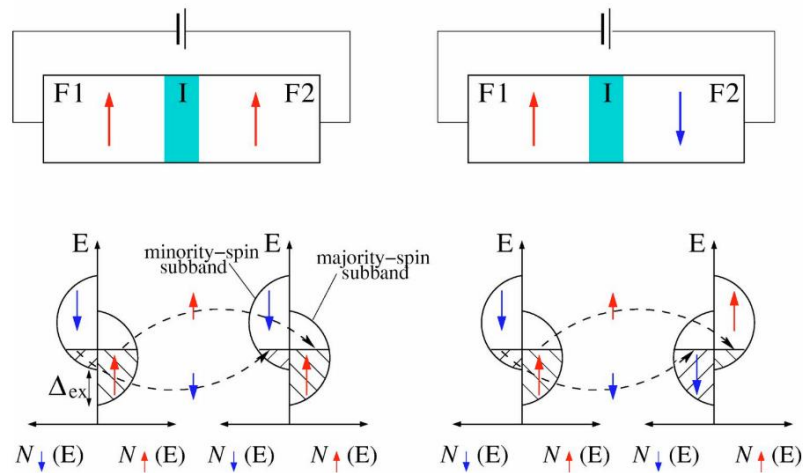 F1 I F2
F1 I F2
E E E E
minority-spin
subband
majority-spin
subband
Δex
N↓(E) N↑(E) N↓(E) N↑(E) N↓(E) N↑(E) N↓(E) N↑(E)